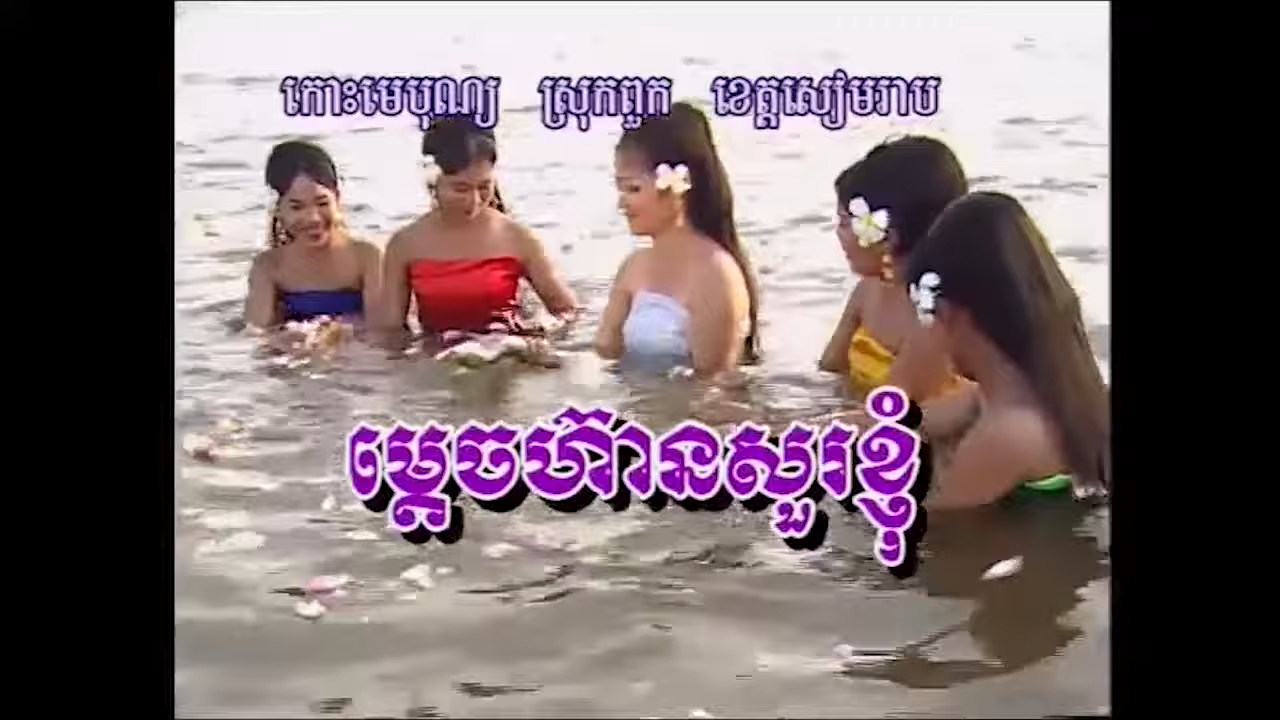 កោះមេបុណ្យ ស្រុកពួក ខេត្តសៀមរាប
ម្ដេចហ៊ានសួរខ្ញុំ